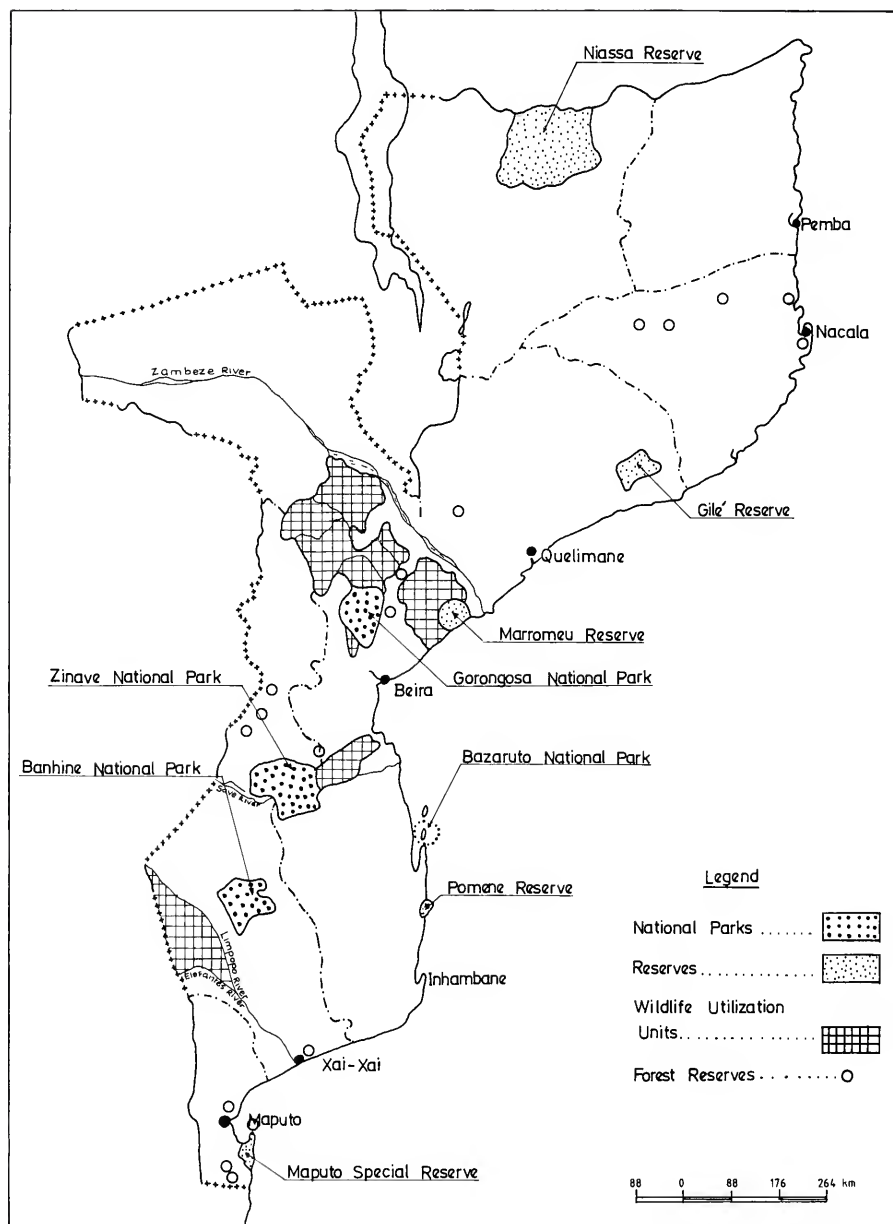 Niassa Reserve
Pemba
Nacala
Zambeze River
Gilé Reserve
Quelimane
Marromeu Reserve
Zinave National Park
Gorongosa National Park
Beira
Bazaruto National Park
Banhine National Park
Save River
Legend
Pomene Reserve
National Parks ......
Limpopo River
Elefantes River
Inhambane
Reserves ............
Wildlife Utilization
Units............
Forest Reserves ........
Xai-Xai
Maputo
Maputo Special Reserve
88 0 88 176 264 km